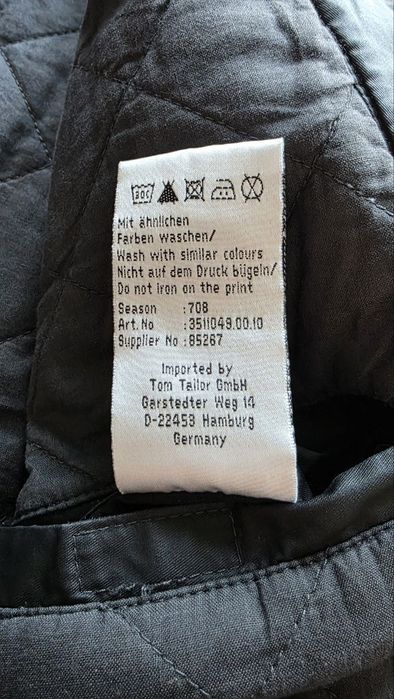 30C
Mit ähnlichen
Farben waschen/
Wash with similar colours
Nicht auf dem Druck bügeln/
Do not iron on the print
Season :708
Art.No :3511049.00.10
Supplier No :85267
Imported by
Tom Tailor GmbH
Garstedter Weg 14
D-22453 Hamburg
Germany